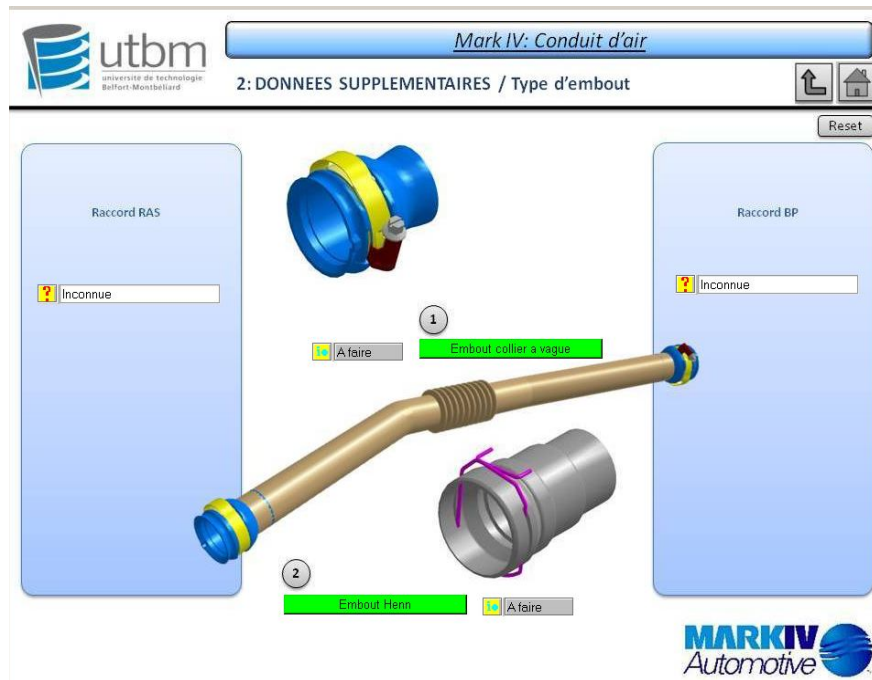 utbm
université de technologie
Belfort-Montbéliard
Mark IV: Conduit d'air
2: DONNEES SUPPLEMENTAIRES / Type d'embout
Reset
Raccord RAS
? Inconnue
Raccord BP
? Inconnue
1
A faire
Embout collier a vague
2
Embout Henn
A faire
MARKIV
Automotive